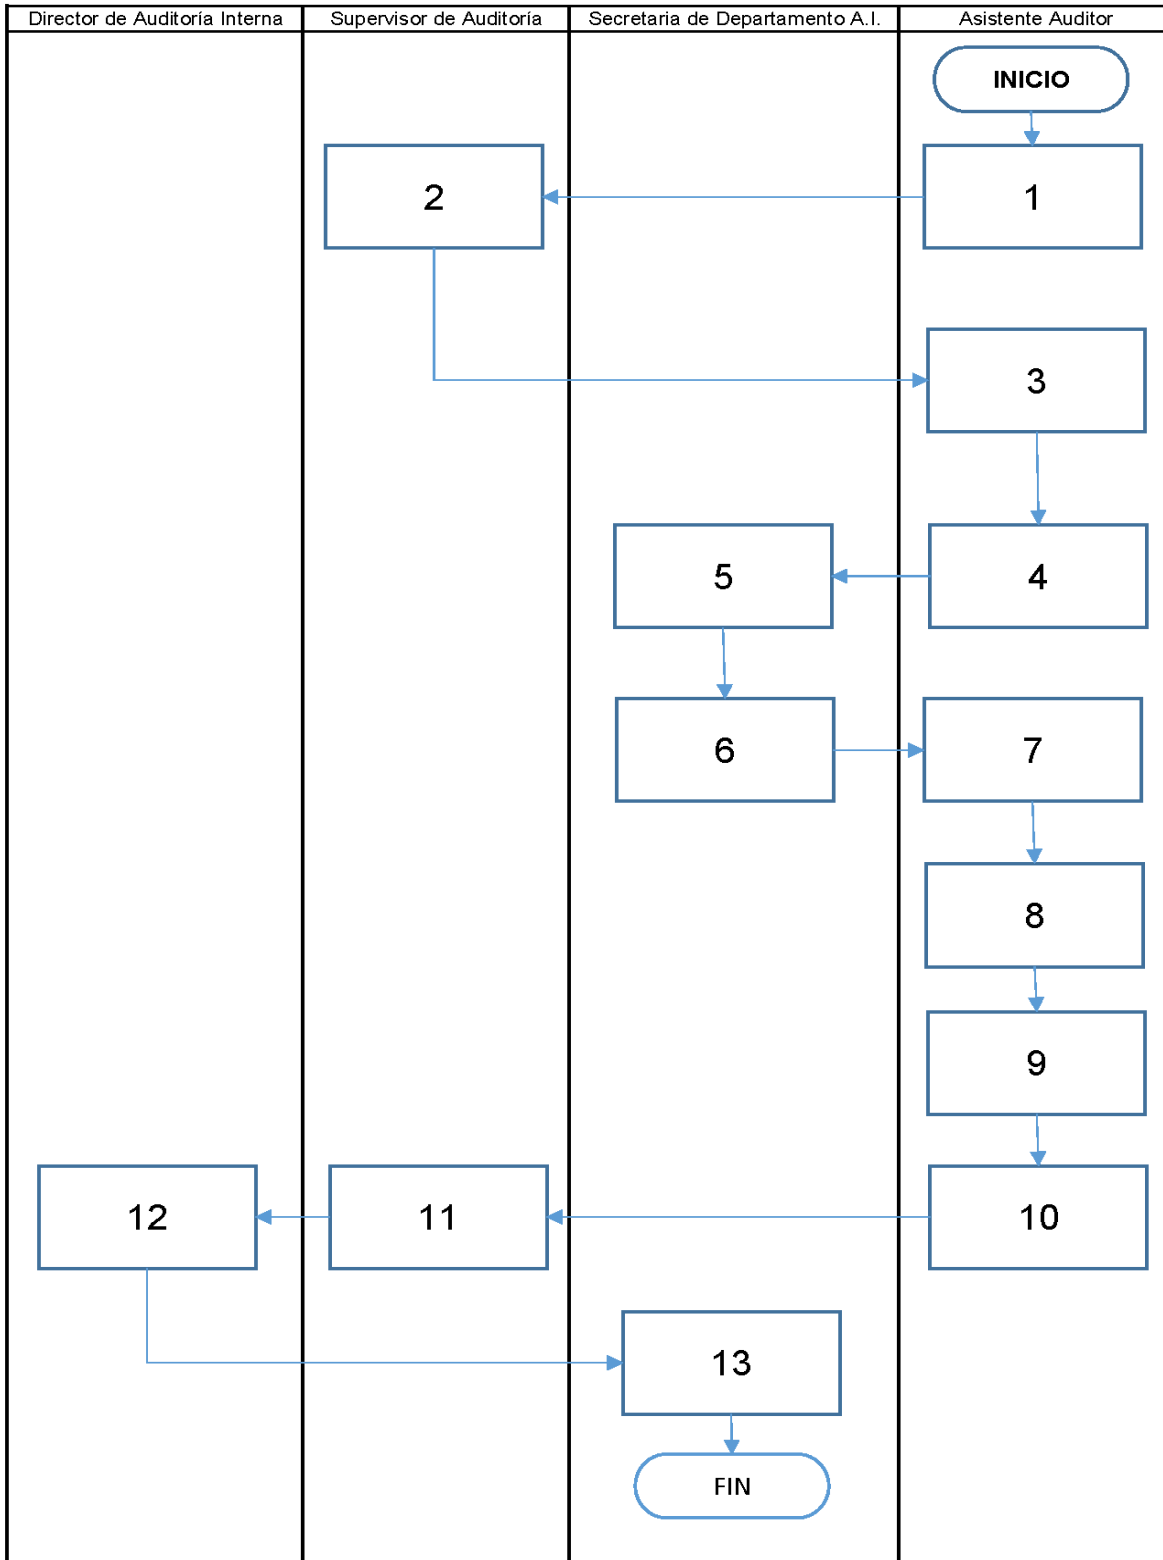 Director de Auditoría Interna
Supervisor de Auditoría
Secretaria de Departamento A.I.
Asistente Auditor
INICIO
2
1
3
5
4
6
7
8
9
12
11
10
13
FIN